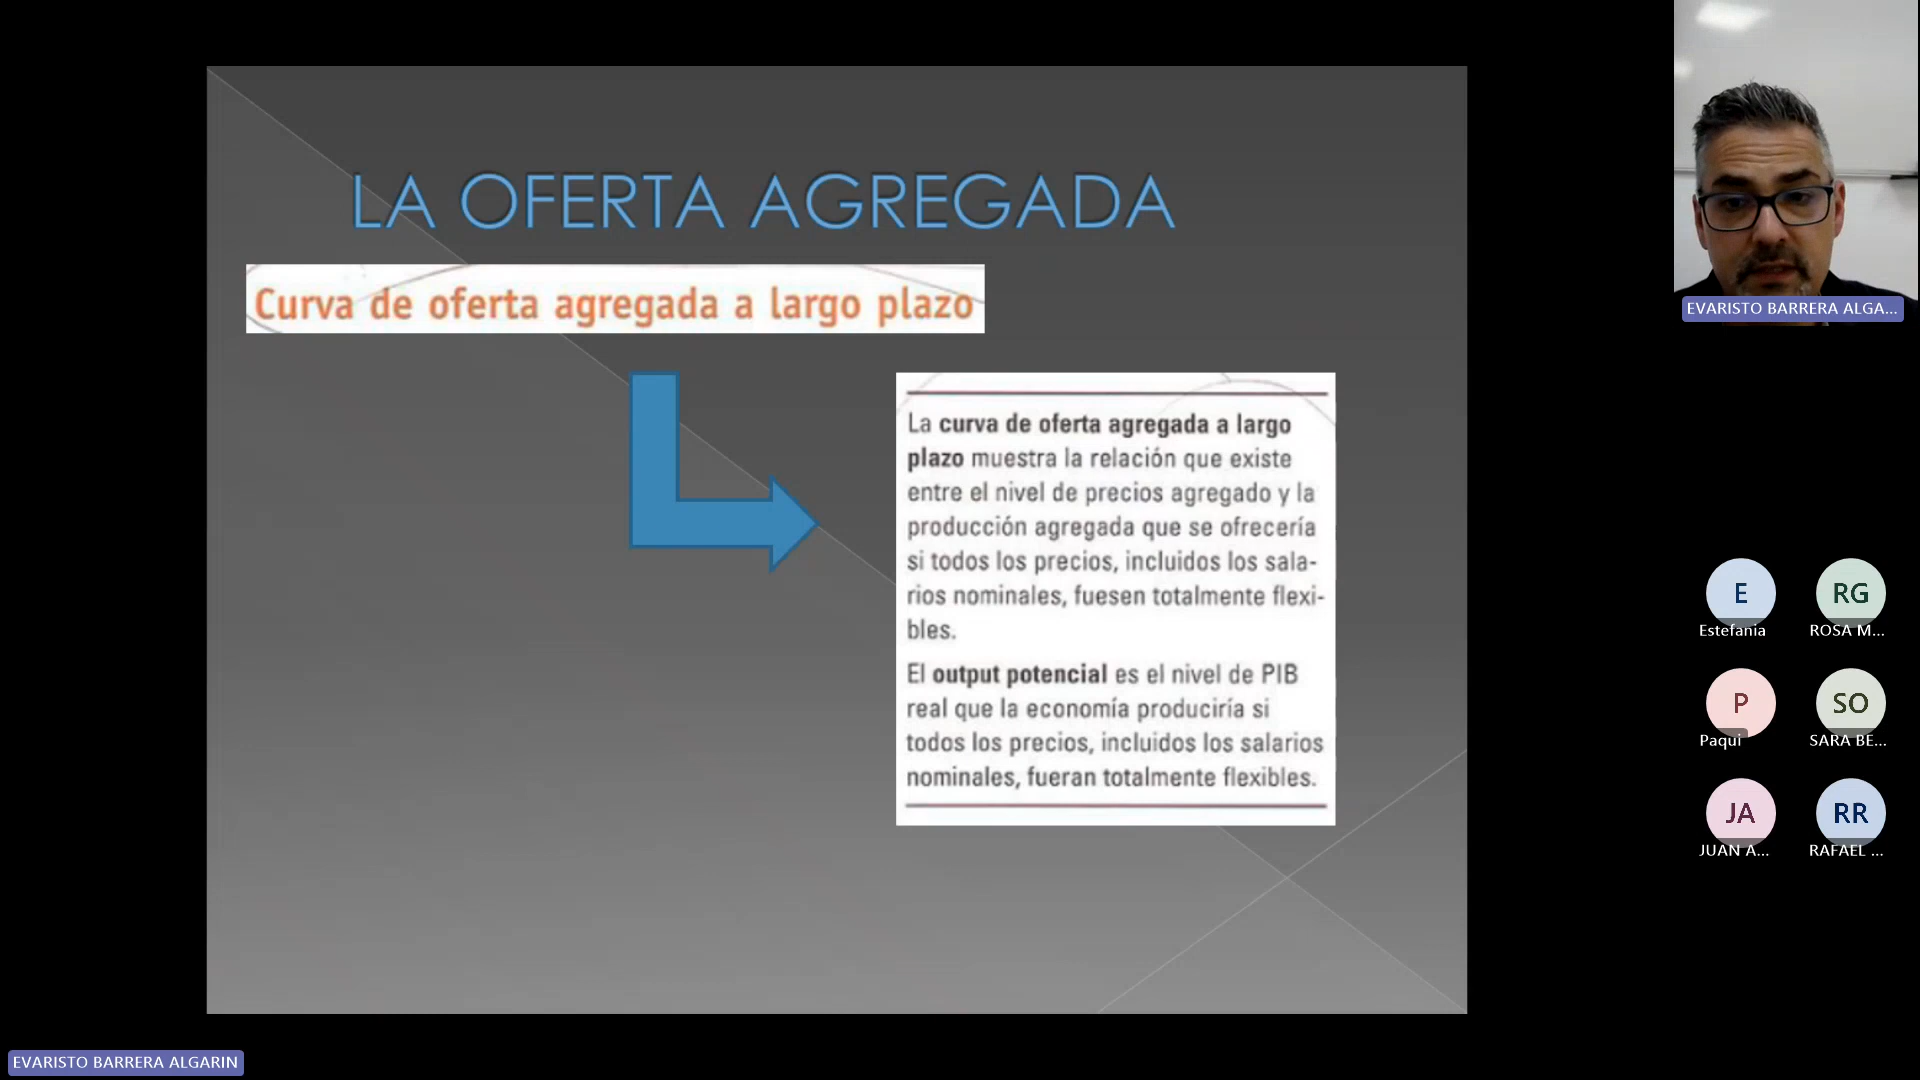 LA OFERTA AGREGADA
Curva de oferta agregada a largo plazo
La curva de oferta agregada a largo
plazo muestra la relación que existe
entre el nivel de precios agregado y la
producción agregada que se ofrecería
si todos los precios, incluidos los sala-
rios nominales, fuesen totalmente flexi-
bles.
El output potencial es el nivel de PIB
real que la economía produciría si
todos los precios, incluidos los salarios
nominales, fueran totalmente flexibles.
EVARISTO BARRERA ALGA...
E
Estefania
RG
ROSA M...
P
Paqui
SO
SARA BE...
JA
JUAN A...
RR
RAFAEL ...
EVARISTO BARRERA ALGARIN